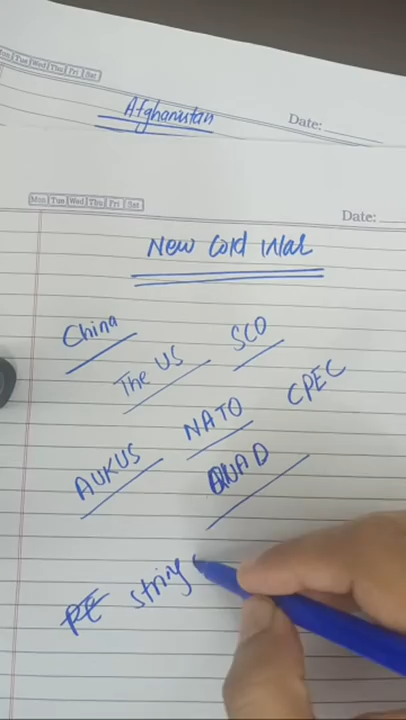 Mon Tue Wed Thu Fri Sat
Afghanistan
Date:
Mon Tue Wed Thu Fri Sat
Date:
New Cold War
China
The US
SCO
CPEC
NATO
AUKUS
QUAD
string